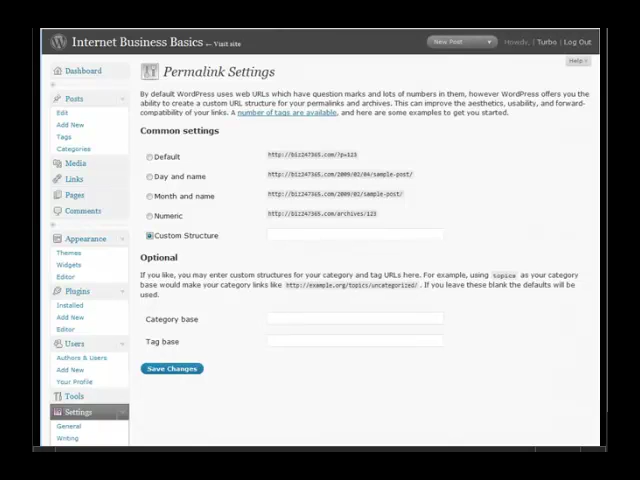 Internet Business Basics ← Visit site
New Post
Howdy, Turbo | Log Out
Help
Dashboard
Posts
Edit
Add New
Tags
Categories
Media
Links
Pages
Comments
Appearance
Themes
Widgets
Editor
Plugins
Installed
Add New
Editor
Users
Authors & Users
Add New
Your Profile
Tools
Settings
General
Writing
Permalink Settings
By default WordPress uses web URLs which have question marks and lots of numbers in them, however WordPress offers you the
ability to create a custom URL structure for your permalinks and archives. This can improve the aesthetics, usability, and forward-
compatibility of your links. A number of tags are available, and here are some examples to get you started.
Common settings
Default http://biz247365.com/?p=123
Day and name http://biz247365.com/2009/02/04/sample-post/
Month and name http://biz247365.com/2009/02/sample-post/
Numeric http://biz247365.com/archives/123
Custom Structure
Optional
If you like, you may enter custom structures for your category and tag URLs here. For example, using topics as your category
base would make your category links like http://example.org/topics/uncategorized/ . If you leave these blank the defaults will be
used.
Category base
Tag base
Save Changes